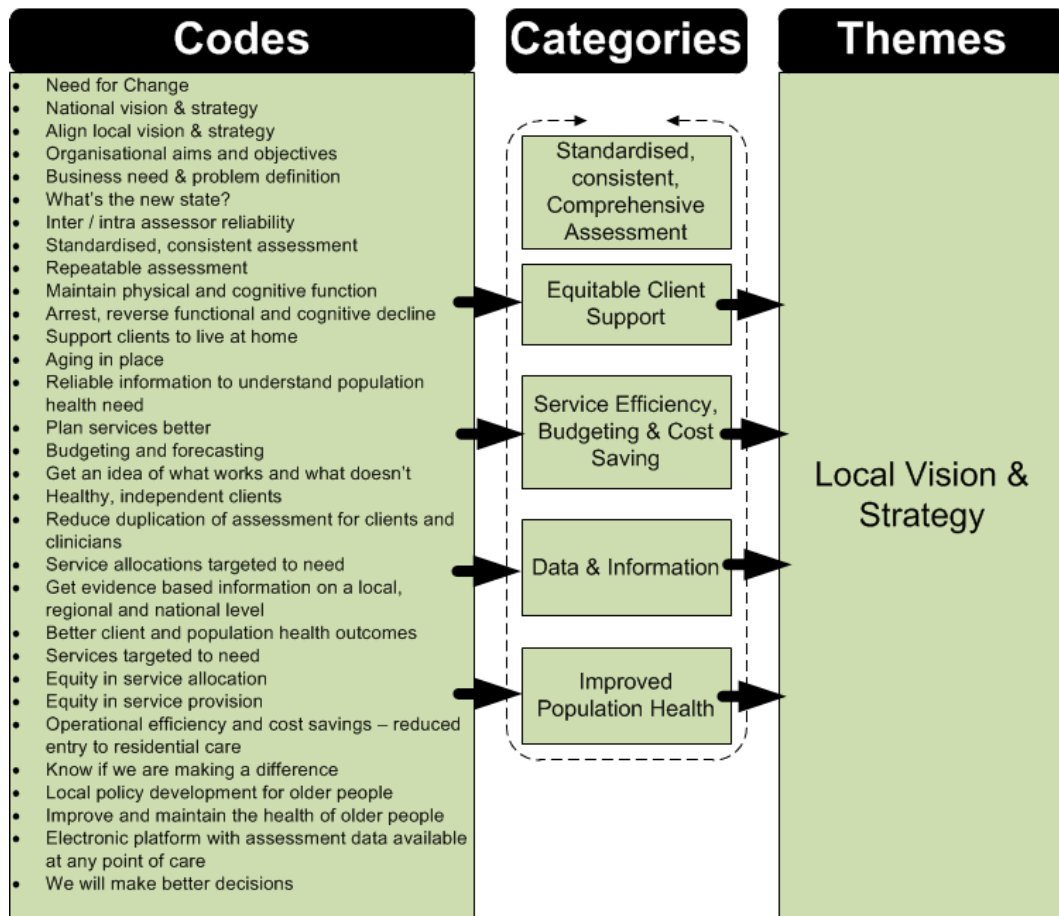 Codes
Categories
Themes
• Need for Change
• National vision & strategy
• Align local vision & strategy
• Organisational aims and objectives
• Business need & problem definition
• What's the new state?
• Inter / intra assessor reliability
• Standardised, consistent assessment
• Repeatable assessment
• Maintain physical and cognitive function
• Arrest, reverse functional and cognitive decline
• Support clients to live at home
• Aging in place
• Reliable information to understand population
health need
• Plan services better
• Budgeting and forecasting
• Get an idea of what works and what doesn't
• Healthy, independent clients
• Reduce duplication of assessment for clients and
clinicians
• Service allocations targeted to need
• Get evidence based information on a local,
regional and national level
• Better client and population health outcomes
• Services targeted to need
• Equity in service allocation
• Equity in service provision
• Operational efficiency and cost savings – reduced
entry to residential care
• Know if we are making a difference
• Local policy development for older people
• Improve and maintain the health of older people
• Electronic platform with assessment data available
at any point of care
• We will make better decisions
Standardised,
consistent,
Comprehensive
Assessment
Equitable Client
Support
Service Efficiency,
Budgeting & Cost
Saving
Data & Information
Improved
Population Health
Local Vision &
Strategy